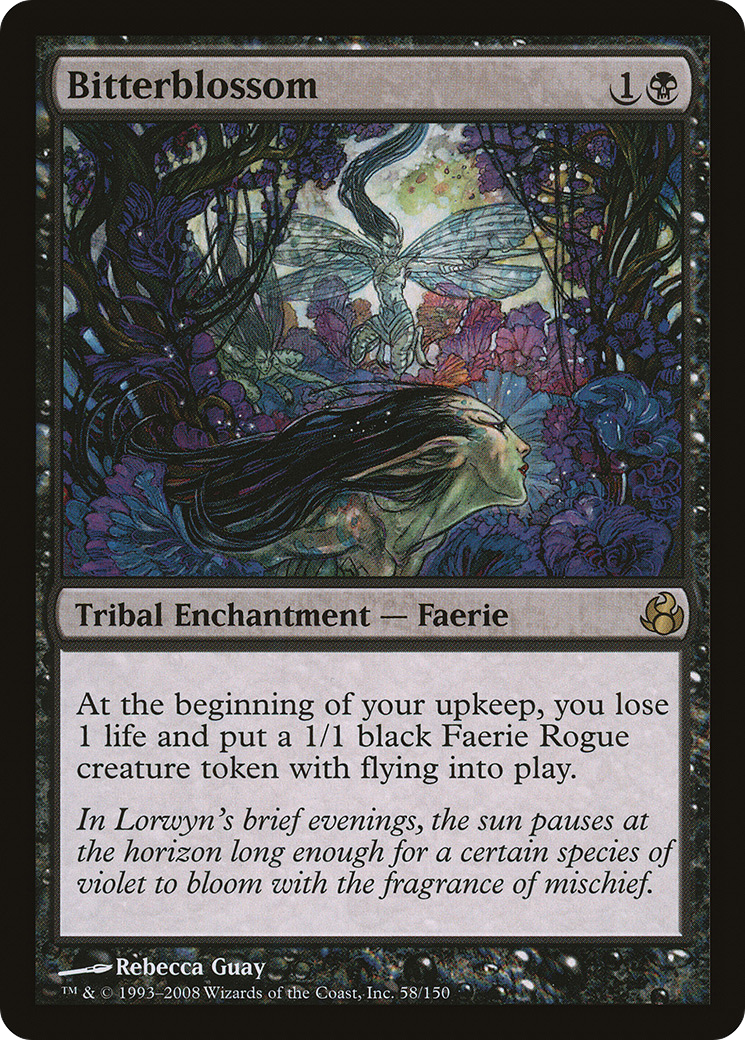 Bitterblossom 1
Tribal Enchantment — Faerie
At the beginning of your upkeep, you lose
1 life and put a 1/1 black Faerie Rogue
creature token with flying into play.
In Lorwyn's brief evenings, the sun pauses at
the horizon long enough for a certain species of
violet to bloom with the fragrance of mischief.
Rebecca Guay
™ & © 1993–2008 Wizards of the Coast, Inc. 58/150